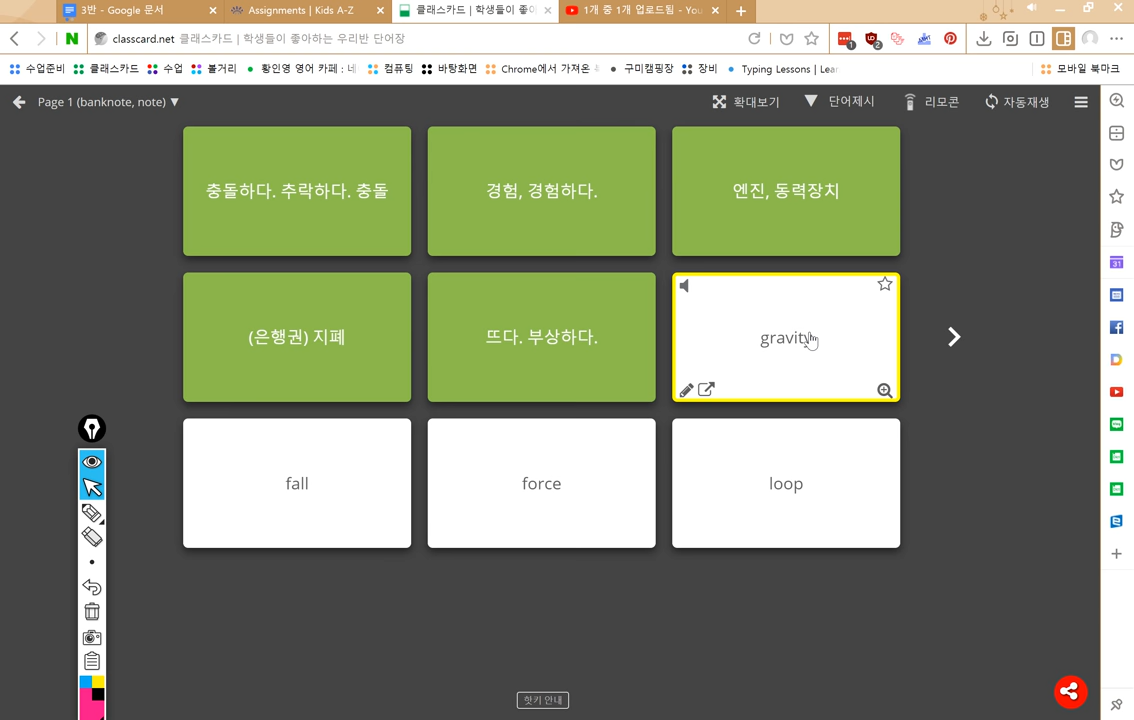 3반 - Google 문서
Assignments | Kids A-Z
클래스카드 | 학생들이 좋아
1개 중 1개 업로드됨 - You
N classcard.net 클래스카드 | 학생들이 좋아하는 우리반 단어장
1
2
수업준비
클래스카드
수업
볼거리
황인영 영어 카페 : 네
컴퓨팅
바탕화면
Chrome에서 가져온
구미캠핑장
장비
Typing Lessons | Lear
모바일 북마크
Page 1 (banknote, note) ▼
확대보기
단어제시
리모콘
자동재생
충돌하다. 추락하다. 충돌
경험, 경험하다.
엔진, 동력장치
(은행권) 지폐
뜨다. 부상하다.
gravity
fall
force
loop
31
핫키 안내